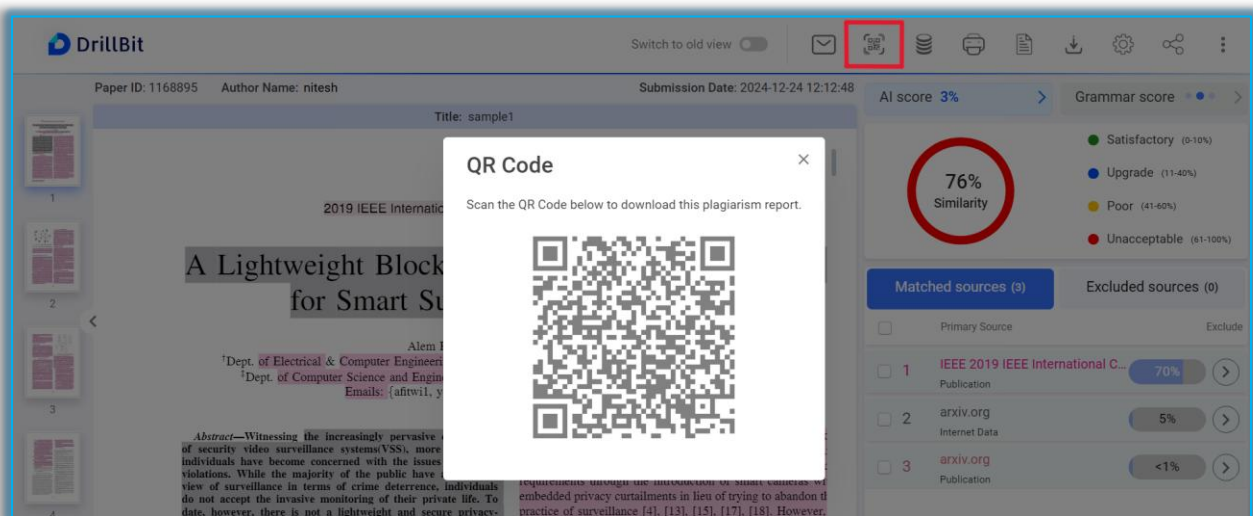 DrillBit
Switch to old view
Paper ID: 1168895 Author Name: nitesh Submission Date: 2024-12-24 12:12:48
Title: sample1
AI score 3%
Grammar score
76%
Similarity
Satisfactory (0-10%)
Upgrade (11-40%)
Poor (41-60%)
Unacceptable (61-100%)
Matched sources (3)
Excluded sources (0)
Primary Source
Exclude
1 IEEE 2019 IEEE International C... 70%
Publication
2 arxiv.org 5%
Internet Data
3 arxiv.org <1%
Publication
QR Code
Scan the QR Code below to download this plagiarism report.
1
2
3
4
2019 IEEE Internatio
A Lightweight Block
for Smart Su
Alem
†Dept. of Electrical & Computer Engineeri
‡Dept. of Computer Science and Engin
Emails: {afitwi1, y
Abstract—Witnessing the increasingly pervasive
of security video surveillance systems(VSS), more
individuals have become concerned with the issues
violations. While the majority of the public have
view of surveillance in terms of crime deterrence, individuals
do not accept the invasive monitoring of their private life. To
date, however, there is not a lightweight and secure privacy-
requirements through the introduction of smart cameras wi
embedded privacy curtailments in lieu of trying to abandon th
practice of surveillance [4], [13], [15], [17], [18]. However,